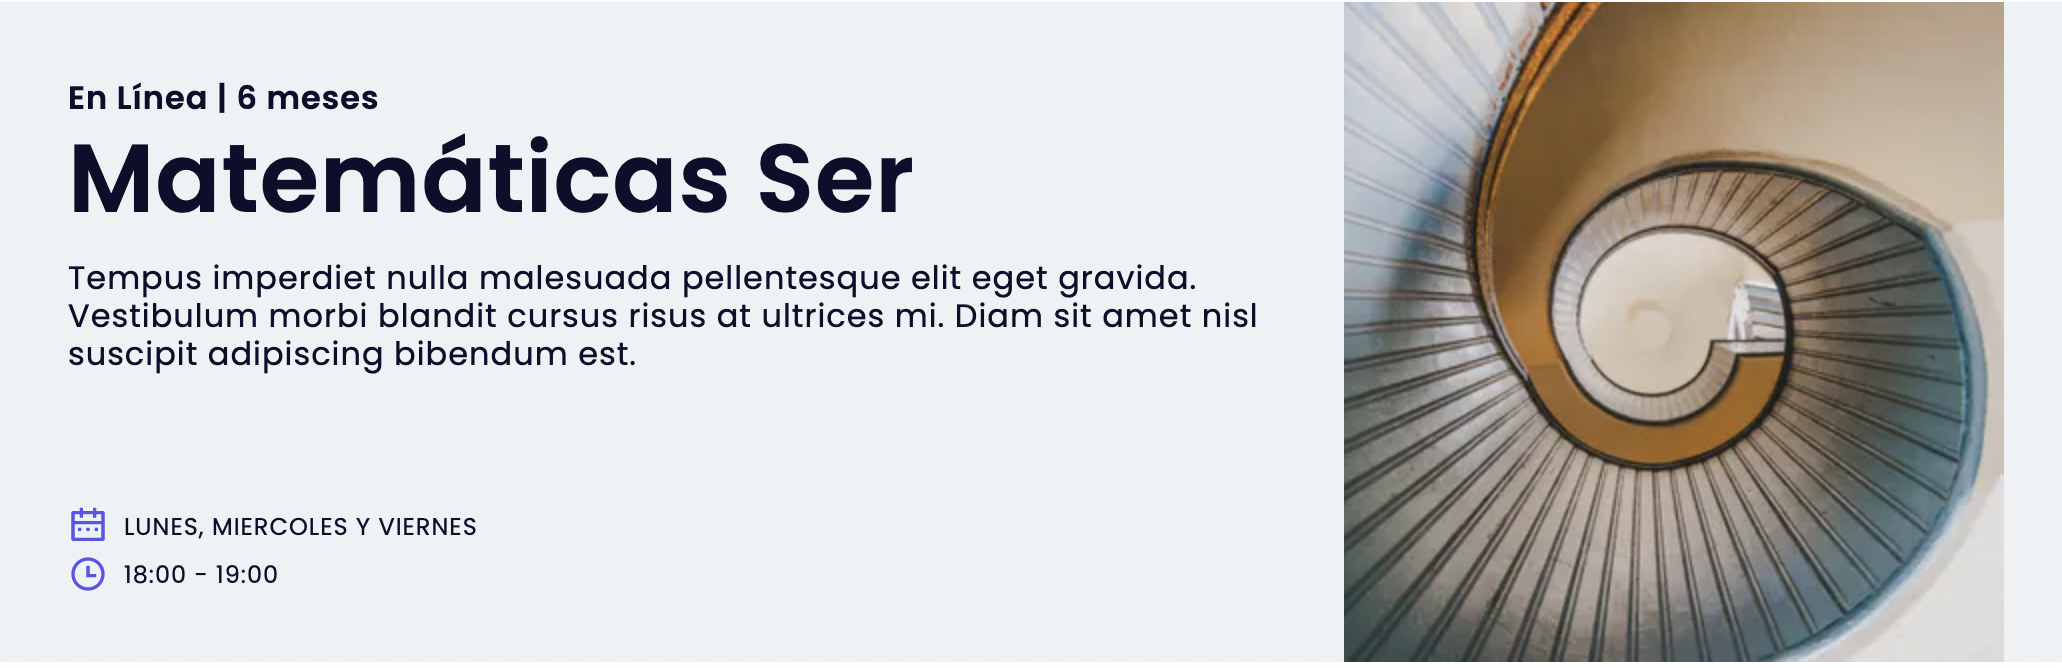 En Línea | 6 meses
Matemáticas Ser
Tempus imperdiet nulla malesuada pellentesque elit eget gravida.
Vestibulum morbi blandit cursus risus at ultrices mi. Diam sit amet nisl
suscipit adipiscing bibendum est.
LUNES, MIERCOLES Y VIERNES
18:00 - 19:00